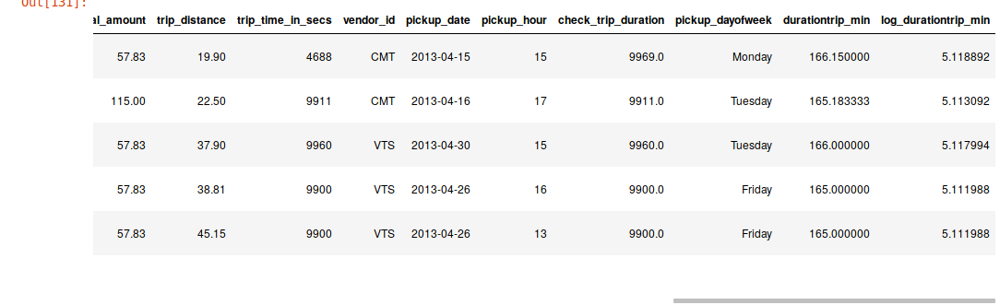 Out[131]:
al_amount trip_distance trip_time_in_secs vendor_id pickup_date pickup_hour check_trip_duration pickup_dayofweek durationtrip_min log_durationtrip_min
57.83 19.90 4688 CMT 2013-04-15 15 9969.0 Monday 166.150000 5.118892
115.00 22.50 9911 CMT 2013-04-16 17 9911.0 Tuesday 165.183333 5.113092
57.83 37.90 9960 VTS 2013-04-30 15 9960.0 Tuesday 166.000000 5.117994
57.83 38.81 9900 VTS 2013-04-26 16 9900.0 Friday 165.000000 5.111988
57.83 45.15 9900 VTS 2013-04-26 13 9900.0 Friday 165.000000 5.111988